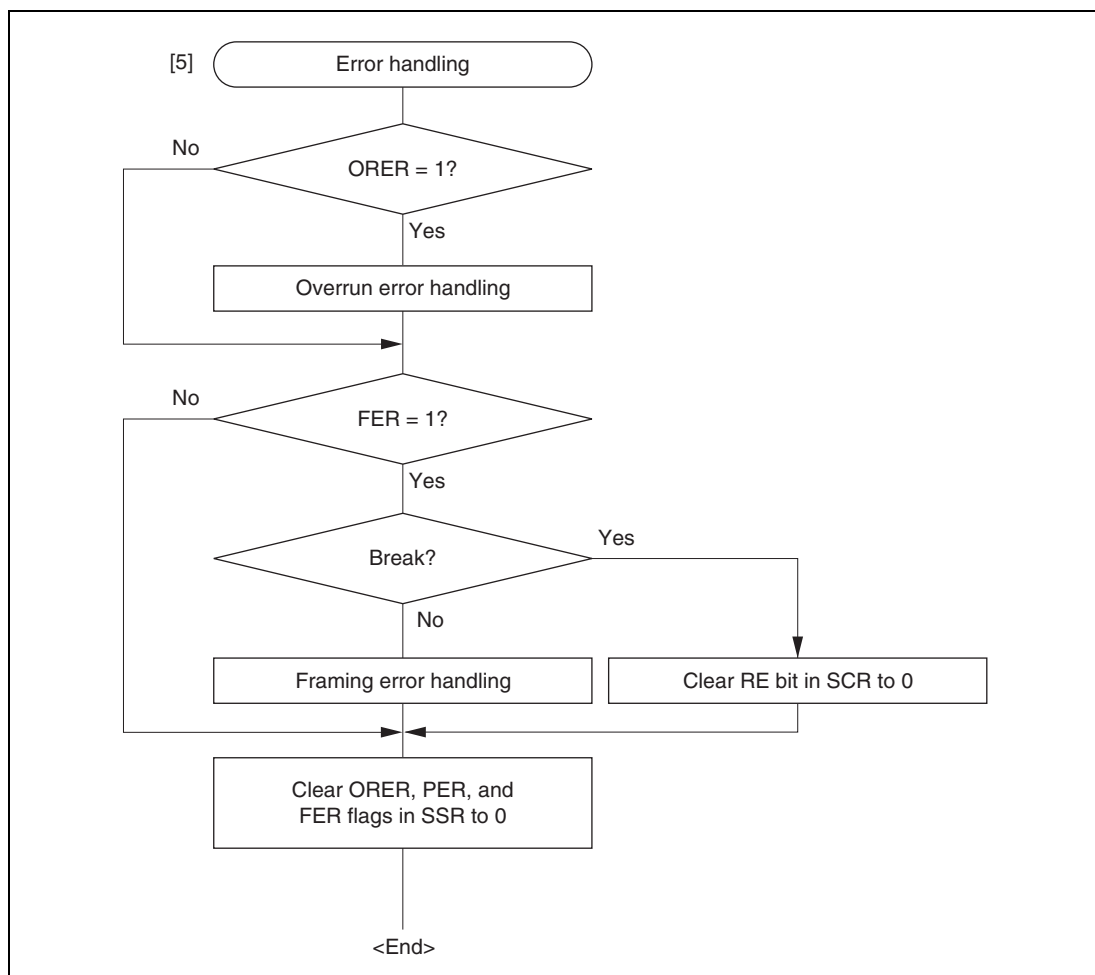 [5] Error handling
No
ORER = 1?
Yes
Overrun error handling
No
FER = 1?
Yes
Break?
Yes
No
Framing error handling
Clear RE bit in SCR to 0
Clear ORER, PER, and
FER flags in SSR to 0
<End>